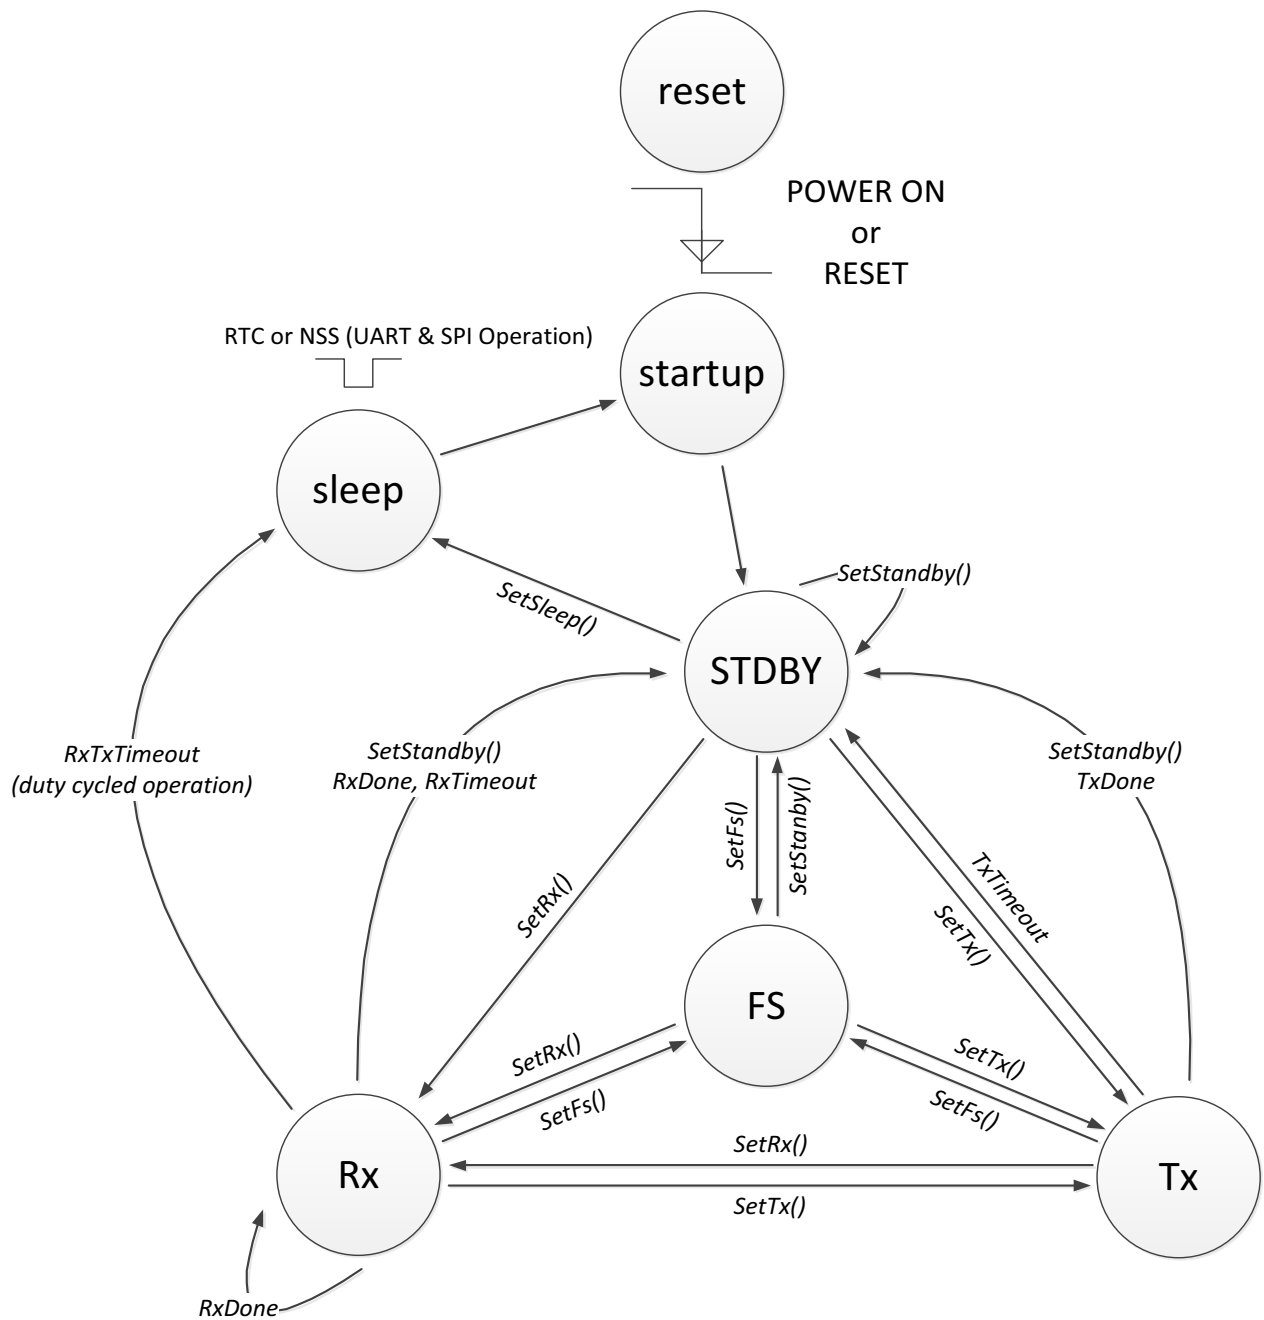 reset
POWER ON
or
RESET
RTC or NSS (UART & SPI Operation)
startup
sleep
SetStandby()
SetSleep()
STDBY
RxTxTimeout
(duty cycled operation)
SetStandby()
RxDone, RxTimeout
SetStandby()
TxDone
SetFs()
SetStanby()
TxTimeout
SetRx()
SetTx()
FS
SetRx()
SetFs()
SetTx()
SetFs()
SetRx()
Rx
Tx
SetTx()
RxDone